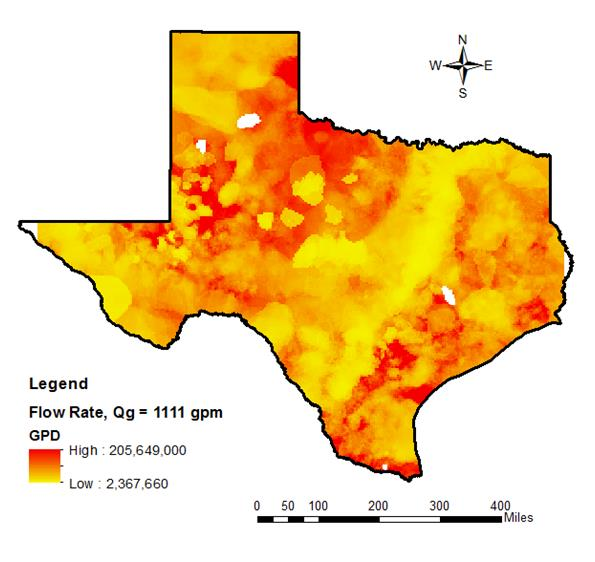 N
W E
S
Legend
Flow Rate, Qg = 1111 gpm
GPD
High : 205,649,000
Low : 2,367,660
0 50 100 200 300 400
Miles